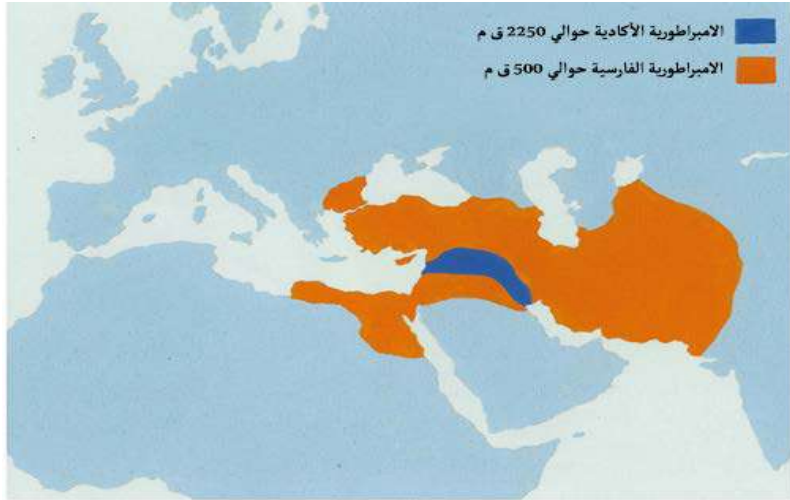 الامبراطورية الأكادية حوالي 2250 ق م
الامبراطورية الفارسية حوالي 500 ق م